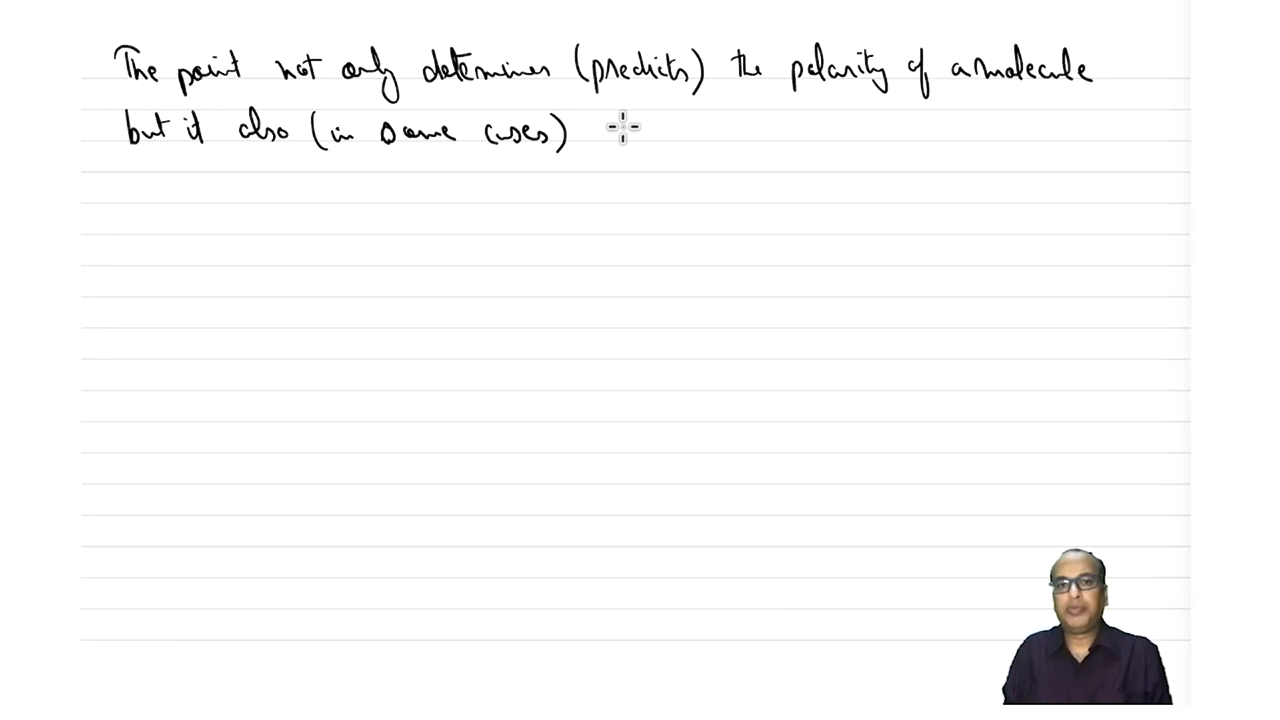 The point not only determines (predicts) the polarity of a molecule
but it also (in some cases)